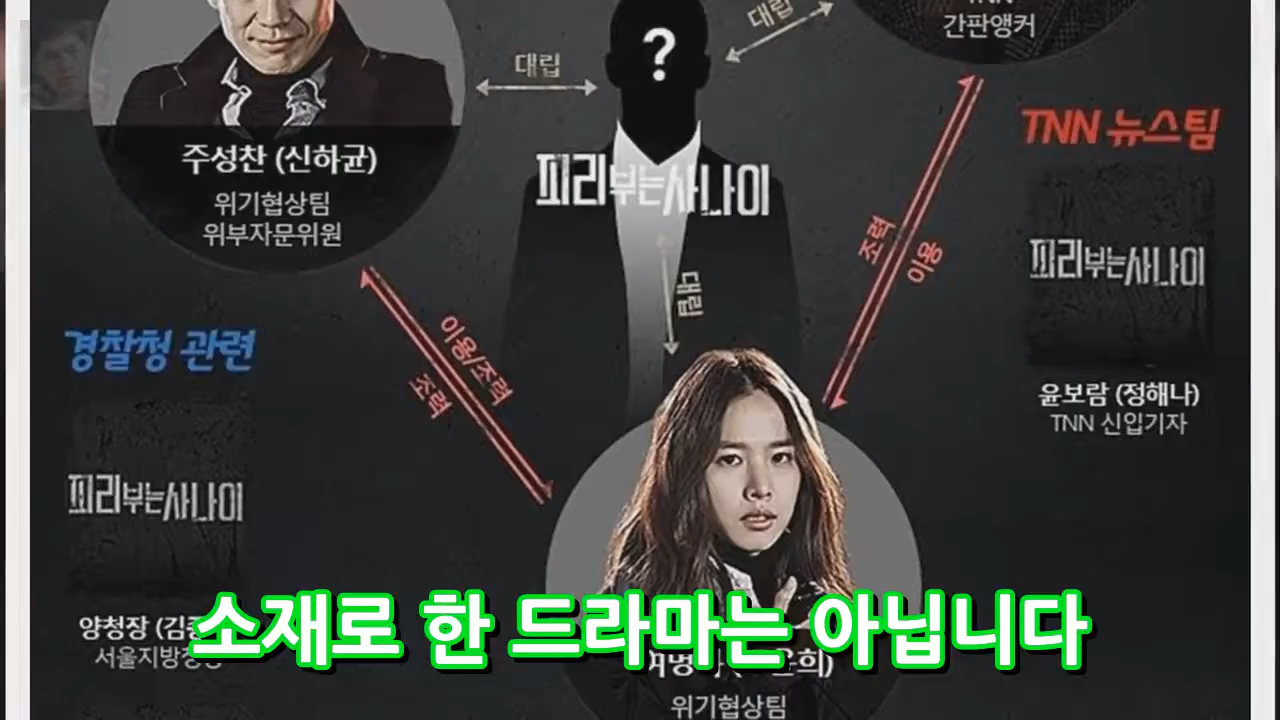 간판앵커
대립
대립
?
주성찬 (신하균)
위기협상팀
위부자문위원
피리부는사나이
TNN 뉴스팀
조력
이용
피리부는사나이
대립
경찰청 관련
이용/조력
조력
윤보람 (정해나)
TNN 신입기자
피리부는사나이
양청장
소재로 한 드라마는 아닙니다
위기협상팀